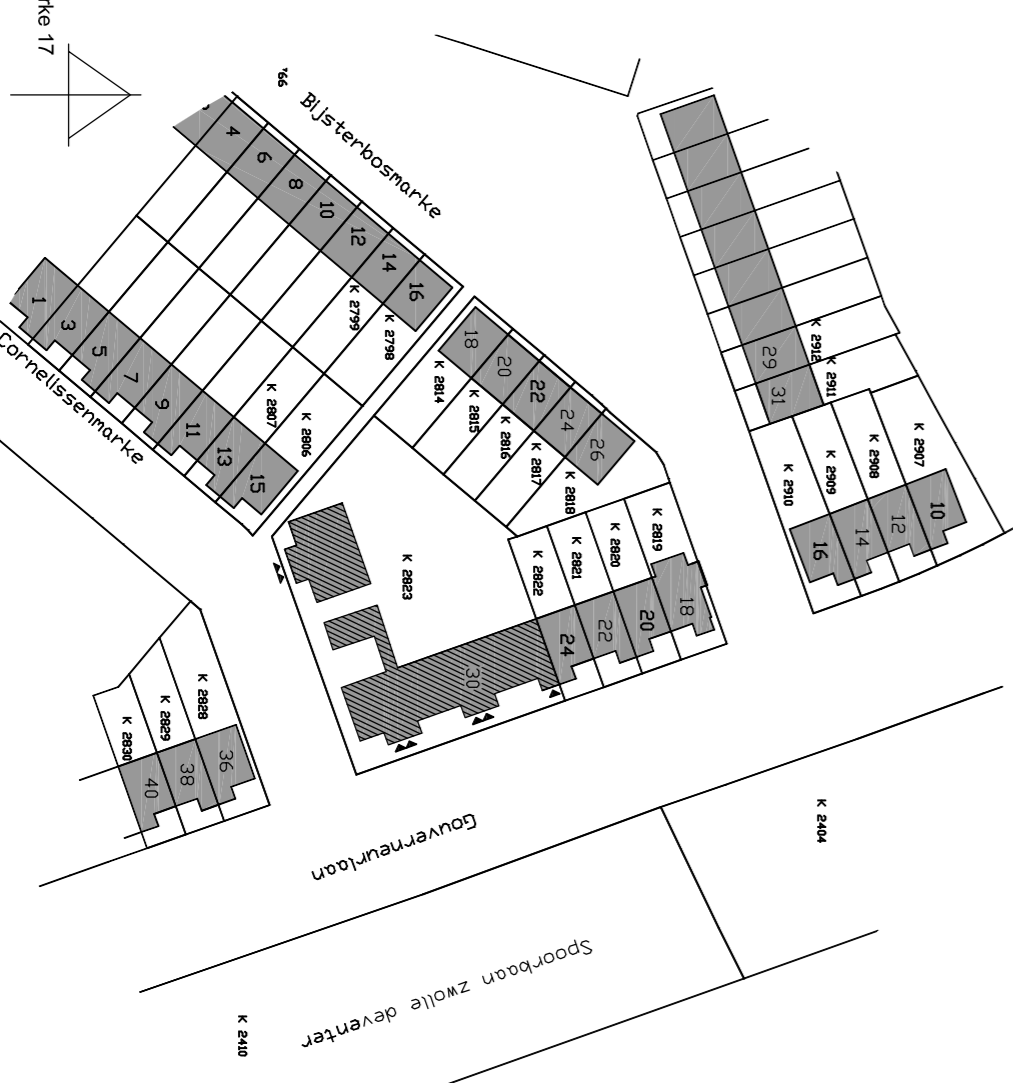 rke 17
'66
Bijsterbosmarke
4
6
8
10
12
14
16
K 2799
K 2798
1
3
5
7
9
11
13
15
K 2807
K 2806
Cornelissenmarke
18
20
22
24
26
K 2814
K 2815
K 2816
K 2817
K 2818
29
31
K 2912
K 2911
K 2910
K 2909
K 2908
K 2907
16
14
12
10
K 2823
K 2822
K 2821
K 2820
K 2819
30
24
22
20
18
K 2828
K 2829
K 2830
36
38
40
Gouverneurlaan
K 2404
Spoorbaan zwolle deventer
K 2410